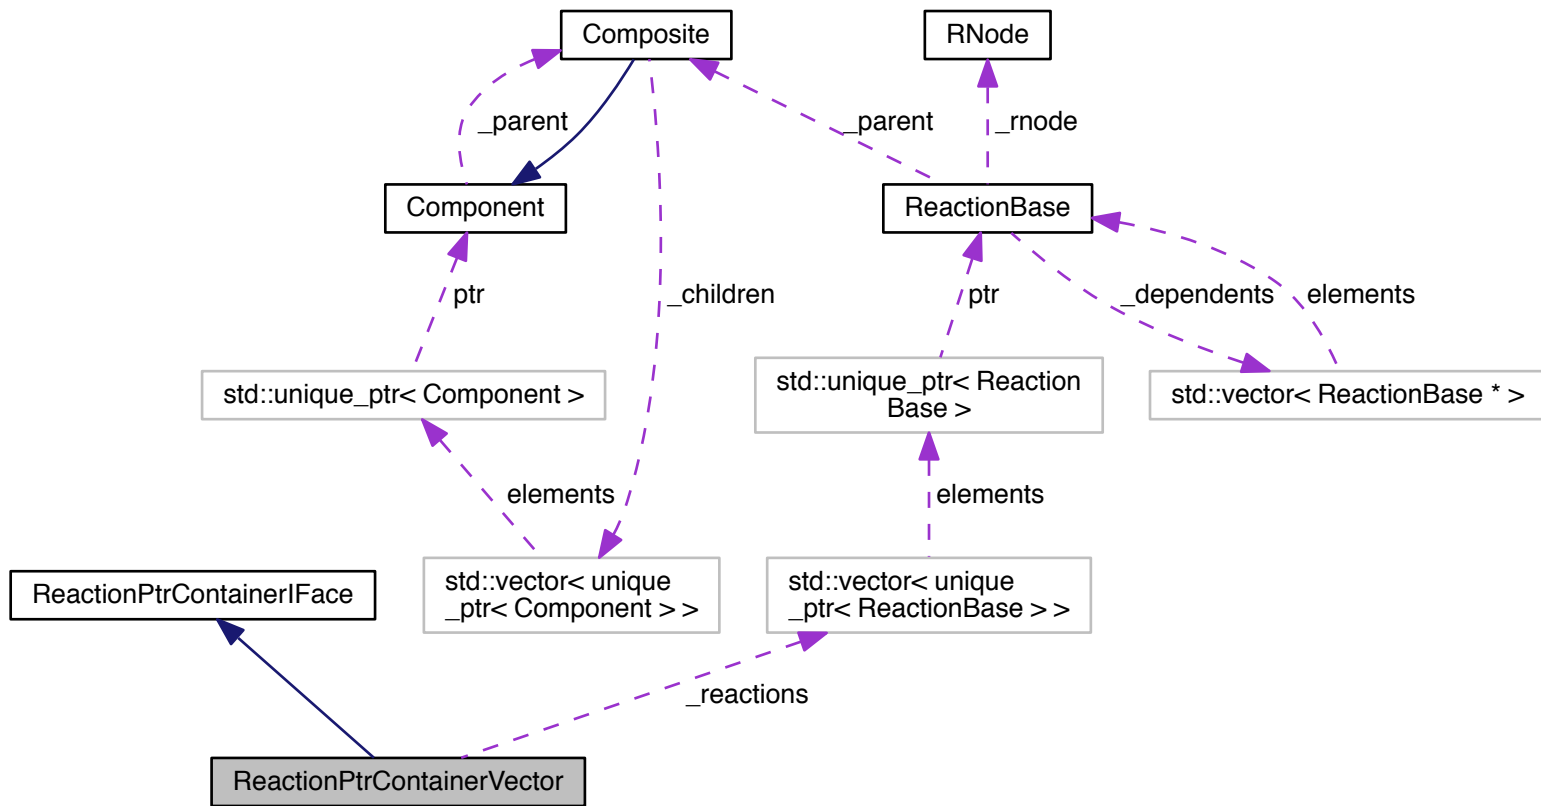 Composite
RNode
_parent
_parent
_rnode
Component
ReactionBase
ptr
_children
ptr
_dependents
elements
std::unique_ptr< Component >
std::unique_ptr< Reaction
Base >
std::vector< ReactionBase * >
elements
elements
ReactionPtrContainerIFace
std::vector< unique
_ptr< Component > >
std::vector< unique
_ptr< ReactionBase > >
_reactions
ReactionPtrContainerVector